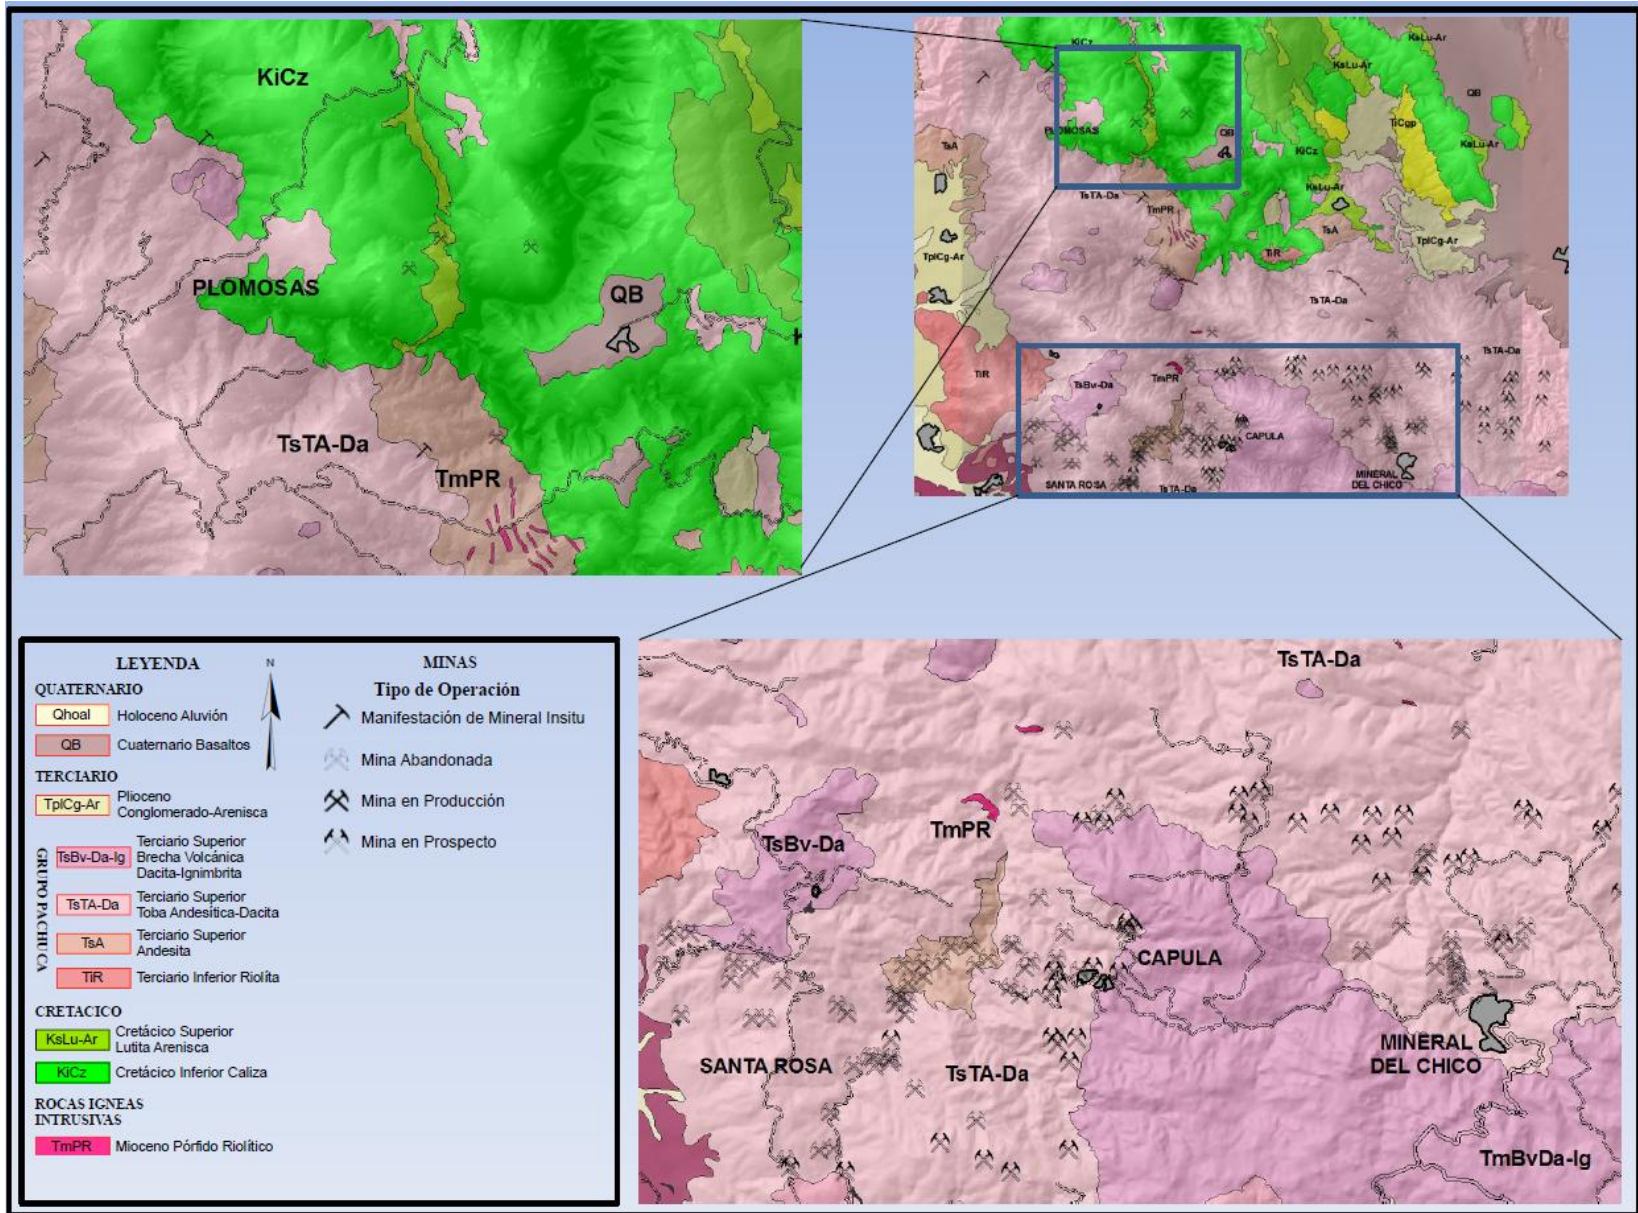 KiCz
PLOMOSAS
QB
TsTA-Da
TmPR
KiCz
KsLu-Ar
KsLu-Ar
QB
TiCgp
PLOMOSAS
QB
TsA
KiCz
KsLu-Ar
KsLu-Ar
TsTA-Da
TmPR
TsA
TplCg-Ar
TiR
TplCg-Ar
TsTA-Da
TsTA-Da
TiR
TsBv-Da
TmPR
CAPULA
MINERAL
DEL CHICO
SANTA ROSA
TsTA-Da
LEYENDA
N
QUATERNARIO
Qhoal Holoceno Aluvión
QB Cuaternario Basaltos
TERCIARIO
TplCg-Ar Plioceno
Conglomerado-Arenisca
GRUPO PACHUCA
TsBv-Da-Ig Terciario Superior
Brecha Volcánica
Dacita-Ignimbrita
TsTA-Da Terciario Superior
Toba Andesítica-Dacita
TsA Terciario Superior
Andesita
TiR Terciario Inferior Riolíta
CRETACICO
KsLu-Ar Cretácico Superior
Lutita Arenisca
KiCz Cretácico Inferior Caliza
ROCAS IGNEAS
INTRUSIVAS
TmPR Mioceno Pórfido Riolítico
MINAS
Tipo de Operación
Manifestación de Mineral Insitu
Mina Abandonada
Mina en Producción
Mina en Prospecto
TsTA-Da
TmPR
TsBv-Da
CAPULA
SANTA ROSA
TsTA-Da
MINERAL
DEL CHICO
TmBvDa-Ig